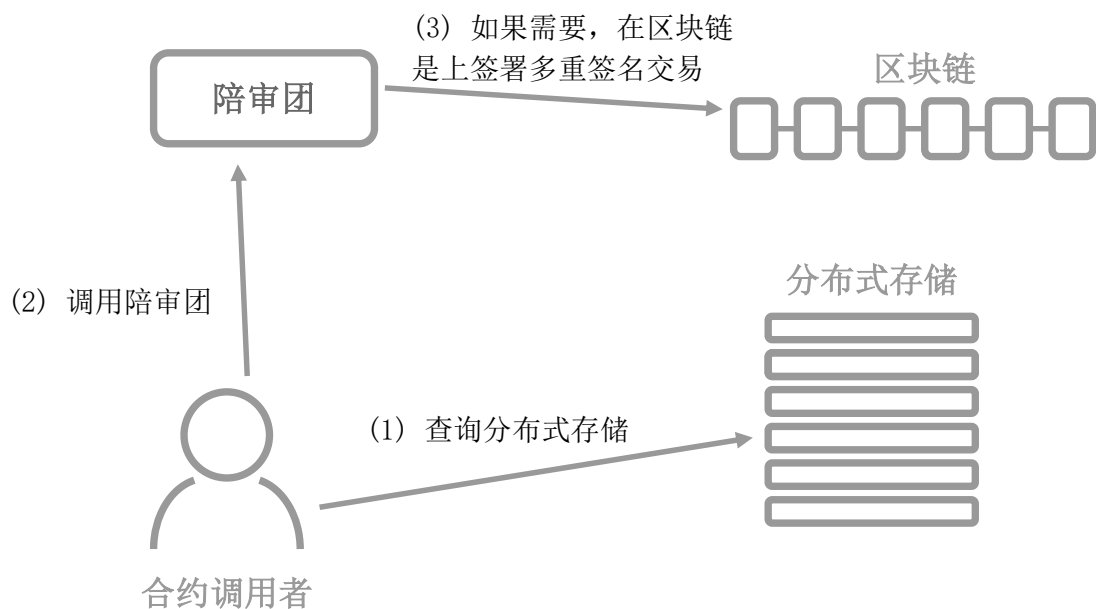 (3) 如果需要，在区块链
是上签署多重签名交易
区块链
陪审团
分布式存储
(2) 调用陪审团
(1) 查询分布式存储
合约调用者